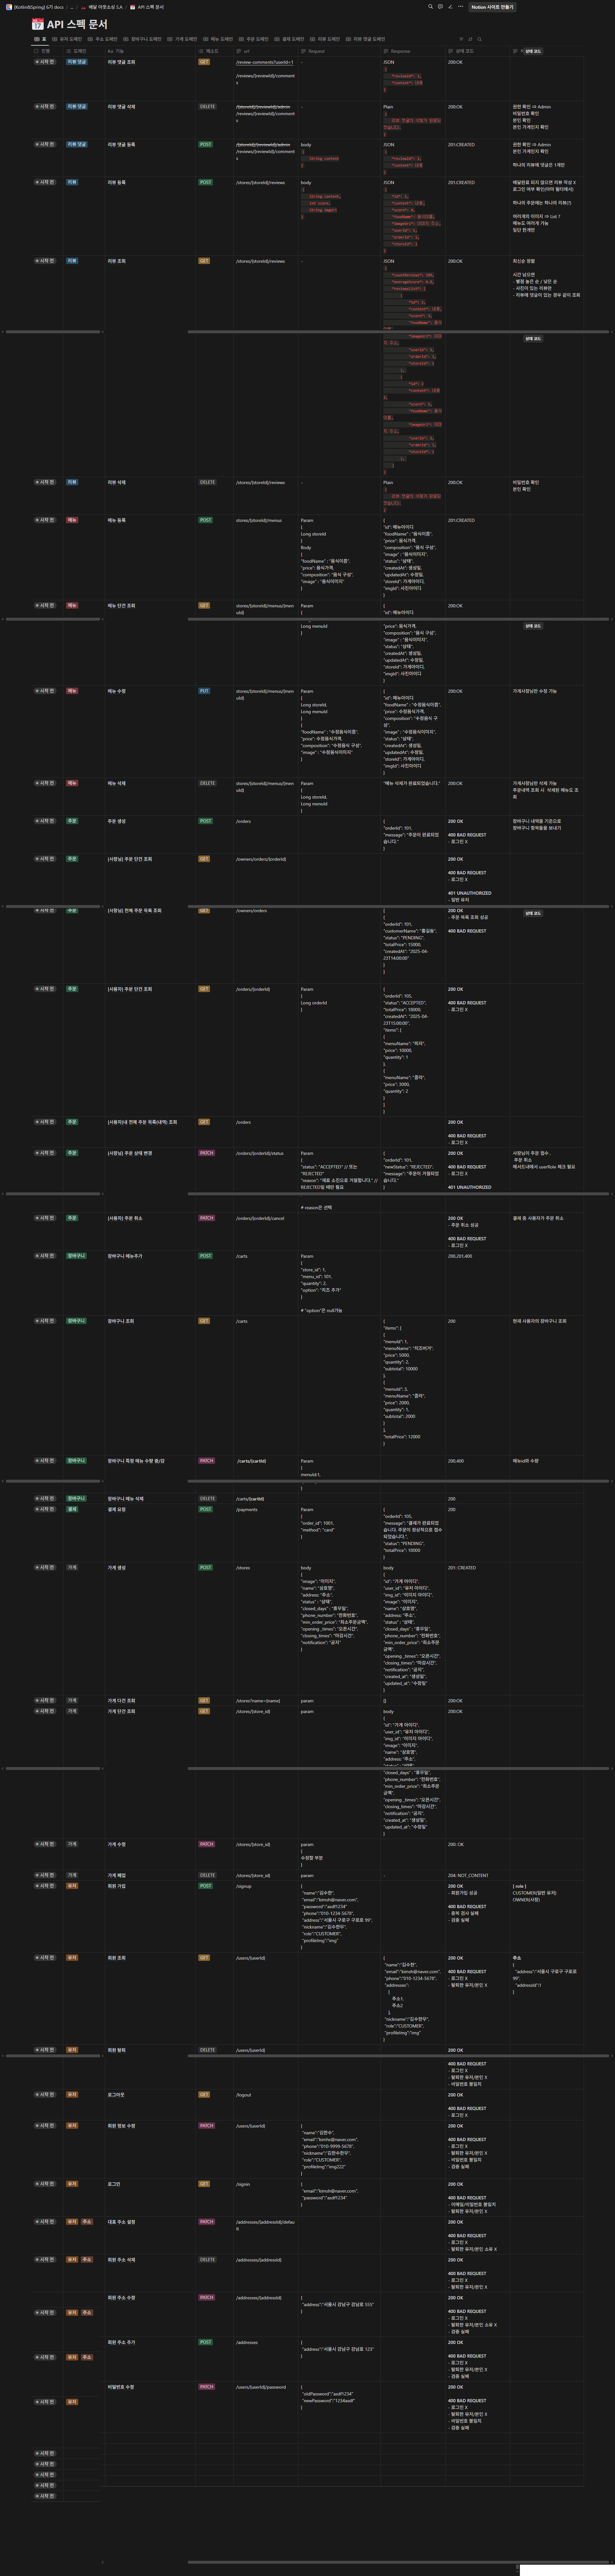 [Kotlin&Spring] 6기 docs / ... / 배달 아웃소싱 S.A / API 스펙 문서
Notion 사이트 만들기
API 스펙 문서
표 유저 도메인 주소 도메인 장바구니 도메인 가게 도메인 메뉴 도메인 주문 도메인 결제 도메인 리뷰 도메인 리뷰 댓글 도메인
진행 도메인 Aa 기능 메소드 url Request Response 상태 코드
시작 전 리뷰 댓글 리뷰 댓글 조회 GET /review-comments?userId=1 - JSON 200:OK
/reviews/{reviewId}/comments
시작 전 리뷰 댓글 리뷰 댓글 삭제 DELETE Plain 200:OK 권한 확인 => Admin
/reviews/{reviewId}/comments
비밀번호 확인
본인 확인
본인 가게인지 확인
시작 전 리뷰 댓글 리뷰 댓글 등록 POST body JSON 201:CREATED 권한 확인 => Admin
/reviews/{reviewId}/comments
본인 가게인지 확인
String content
하나의 리뷰에 댓글은 1개만
시작 전 리뷰 리뷰 등록 POST /stores/{storeId}/reviews body JSON 201:CREATED 배달완료 되지 않으면 리뷰 작성 X
로그인 여부 확인(아마 필터에서)
String content,
int score,
String imgUrl
하나의 주문에는 하나의 리뷰(?)
여러개의 이미지 => List ?
메뉴도 여러개 가능
일단 한개만
시작 전 리뷰 리뷰 조회 GET /stores/{storeId}/reviews - JSON 200:OK 최신순 정렬
시간 남으면
- 별점 높은 순 / 낮은 순
- 사진이 있는 리뷰만
- 리뷰에 댓글이 있는 경우 같이 조회
상태 코드
시작 전 리뷰 리뷰 삭제 DELETE /stores/{storeId}/reviews - Plain 200:OK 비밀번호 확인
본인 확인
시작 전 메뉴 메뉴 등록 POST stores/{storeId}/menus Param 201:CREATED
{
Long storeId
}
Body
{
"foodName" : "음식이름",
"price": 음식가격,
"composition": "음식 구성",
"image" : "음식이미지"
}
{
"id": 메뉴아이디
"foodName" : "음식이름",
"price": 음식가격,
"composition": "음식 구성",
"image" : "음식이미지",
"status": "상태",
"createdAt": 생성일,
"updatedAt": 수정일,
"storeId": 가게아이디,
"imgId": 사진아이디
}
시작 전 메뉴 메뉴 단건 조회 GET stores/{storeId}/menus/{menuId} Param 200:OK
{
Long menuId
}
{
"id": 메뉴아이디
"price": 음식가격,
"composition": "음식 구성",
"image" : "음식이미지",
"status": "상태",
"createdAt": 생성일,
"updatedAt": 수정일,
"storeId": 가게아이디,
"imgId": 사진아이디
}
상태 코드
시작 전 메뉴 메뉴 수정 PUT stores/{storeId}/menus/{menuId} Param 200:OK 가게사장님만 수정 가능
{
Long storeId,
Long menuId
}
{
"foodName" : "수정음식이름",
"price": 수정음식가격,
"composition": "수정음식 구성",
"image" : "수정음식이미지"
}
{
"id": 메뉴아이디
"foodName" : "수정음식이름",
"price": 수정음식가격,
"composition": "수정음식 구성",
"image" : "수정음식이미지",
"status": "상태",
"createdAt": 생성일,
"updatedAt": 수정일,
"storeId": 가게아이디,
"imgId": 사진아이디
}
시작 전 메뉴 메뉴 삭제 DELETE stores/{storeId}/menus/{menuId} Param "메뉴 삭제가 완료되었습니다." 200:OK 가게사장님만 삭제 가능
{
Long storeId,
Long menuId
}
주문내역 조회 시 삭제된 메뉴도 조회
시작 전 주문 주문 생성 POST /orders 200 OK 장바구니 내역을 기준으로
장바구니 항목들을 보내기
{
"orderId": 101,
"message": "주문이 완료되었습니다."
}
400 BAD REQUEST
- 로그인 X
시작 전 주문 [사장님] 주문 단건 조회 GET /owners/orders/{orderId} 200 OK
400 BAD REQUEST
- 로그인 X
401 UNAUTHORIZED
- 일반 유저
시작 전 주문 [사장님] 전체 주문 목록 조회 GET /owners/orders 200 OK
- 주문 목록 조회 성공
400 BAD REQUEST
상태 코드
[
{
"orderId": 101,
"customerName": "홍길동",
"status": "PENDING",
"totalPrice": 15000,
"createdAt": "2025-04-23T14:00:00"
}
]
시작 전 주문 [사용자] 주문 단건 조회 GET /orders/{orderId} Param 200 OK
{
Long orderId
}
400 BAD REQUEST
- 로그인 X
{
"orderId": 105,
"status": "ACCEPTED",
"totalPrice": 18000,
"createdAt": "2025-04-23T15:00:00",
"items": [
{
"menuName": "피자",
"price": 10000,
"quantity": 1
},
{
"menuName": "콜라",
"price": 3000,
"quantity": 2
}
]
}
시작 전 주문 [사용자]내 전체 주문 목록(내역) 조회 GET /orders 200 OK
400 BAD REQUEST
- 로그인 X
시작 전 주문 [사장님] 주문 상태 변경 PATCH /orders/{orderId}/status Param 200 OK 사장님이 주문 접수 ,
주문 취소
메서드내에서 userRole 체크 필요
{
"status": "ACCEPTED" // 또는 "REJECTED"
"reason": "재료 소진으로 거절합니다." // REJECTED일 때만 필요
# reason은 선택
{
"orderId": 101,
"newStatus": "REJECTED",
"message": "주문이 거절되었습니다."
}
400 BAD REQUEST
- 로그인 X
401 UNAUTHORIZED
시작 전 주문 [사용자] 주문 취소 PATCH /orders/{orderId}/cancel 200 OK 결제 중 사용자가 주문 취소
- 주문 취소 성공
400 BAD REQUEST
- 로그인 X
시작 전 장바구니 장바구니 메뉴추가 POST /carts Param 200,201,400
{
"store_id": 1,
"menu_id": 101,
"quantity": 2,
"option": "치즈 추가"
}
# "option"은 null가능
시작 전 장바구니 장바구니 조회 GET /carts 200 현재 사용자의 장바구니 조회
{
"items": [
{
"menuId": 1,
"menuName": "치즈버거",
"price": 5000,
"quantity": 2,
"subtotal": 10000
},
{
"menuId": 3,
"menuName": "콜라",
"price": 2000,
"quantity": 1,
"subtotal": 2000
}
],
"totalPrice": 12000
}
시작 전 장바구니 장바구니 특정 메뉴 수량 증/감 PATCH /carts/{cartId} Param 200,400 메뉴id와 수량
{
menuId:1,
시작 전 장바구니 장바구니 메뉴 삭제 DELETE /carts/{cartId} 200
시작 전 결제 결제 요청 POST /payments Param 200
{
"order_id": 1001,
"method": "card"
}
{
"orderId": 105,
"message": "결제가 완료되었습니다. 주문이 정상적으로 접수되었습니다.",
"status": "PENDING",
"totalPrice": 18000
}
시작 전 가게 가게 생성 POST /stores body body 201: CREATED
{
"image": "이미지",
"name": "상호명",
"address: "주소",
"status" : "상태",
"closed_days" : "휴무일",
"phone_number": "전화번호",
"min_order_price": "최소주문금액",
"opening _times": "오픈시간",
"closing_times": "마감시간",
"notification": "공지"
}
{
"id": "가게 아이디",
"user_id": "유저 아이디",
"img_id": "이미지 아이디",
"image": "이미지",
"name": "상호명",
"address: "주소",
"status" : "상태",
"closed_days" : "휴무일",
"phone_number": "전화번호",
"min_order_price": "최소주문금액",
"opening _times": "오픈시간",
"closing_times": "마감시간",
"notification": "공지",
"created_at": "생성일",
"updated_at": "수정일"
}
시작 전 가게 가게 다건 조회 GET /stores?name={name} param [] 200:OK
시작 전 가게 가게 단건 조회 GET /stores/{store_id} param body 200:OK
{
"id": "가게 아이디",
"user_id": "유저 아이디",
"img_id": "이미지 아이디",
"image": "이미지",
"name": "상호명",
"address: "주소",
"closed_days" : "휴무일",
"phone_number": "전화번호",
"min_order_price": "최소주문금액",
"opening _times": "오픈시간",
"closing_times": "마감시간",
"notification": "공지",
"created_at": "생성일",
"updated_at": "수정일"
}
시작 전 가게 가게 수정 PATCH /stores/{store_id} param 200: OK
{
수정할 부분
}
시작 전 가게 가게 폐업 DELETE /stores/{store_id} param - 204: NOT_CONTENT
시작 전 유저 회원 가입 POST /signup 200 OK [ role ]
- 회원가입 성공
CUSTOMER(일반 유저)
OWNER(사장)
{
"name":"김수한",
"email":"kimsh@naver.com",
"password":"asdf1234"
"phone":"010-1234-5678",
"address":"서울시 구로구 구로로 99",
"nickname":"김수한무",
"role":"CUSTOMER",
"profileImg":"img"
}
400 BAD REQUEST
- 중복 검사 실패
- 검증 실패
시작 전 유저 회원 조회 GET /users/{userId} 200 OK 주소
{
"name":"김수한",
"email":"kimsh@naver.com",
"phone":"010-1234-5678",
"addresses":
[
주소1,
주소2
],
"nickname":"김수한무",
"role":"CUSTOMER",
"profileImg":"img"
}
400 BAD REQUEST
- 로그인 X
- 탈퇴한 유저/본인 X
{
"address":"서울시 구로구 구로로 99",
"addressId":1
}
시작 전 유저 회원 탈퇴 DELETE /users/{userId} 200 OK
400 BAD REQUEST
- 로그인 X
- 탈퇴한 유저/본인 X
- 비밀번호 불일치
시작 전 유저 로그아웃 GET /logout 200 OK
400 BAD REQUEST
- 로그인 X
시작 전 유저 회원 정보 수정 PATCH /users/{userId} 200 OK
{
"name":"김한수",
"email":"kimhs@naver.com",
"phone":"010-9999-5678",
"nickname":"김한수한무",
"role":"CUSTOMER",
"profileImg":"img222"
}
400 BAD REQUEST
- 로그인 X
- 탈퇴한 유저/본인 X
- 비밀번호 불일치
- 검증 실패
시작 전 유저 로그인 GET /signin 200 OK
{
"email":"kimsh@naver.com",
"password":"asdf1234"
}
400 BAD REQUEST
- 이메일/비밀번호 불일치
- 탈퇴한 유저/본인 X
시작 전 유저 주소 대표 주소 설정 PATCH /addresses/{addressId}/default 200 OK
400 BAD REQUEST
- 로그인 X
- 탈퇴한 유저/본인 소유 X
시작 전 유저 주소 회원 주소 삭제 DELETE /addresses/{addressId} 200 OK
400 BAD REQUEST
- 로그인 X
- 탈퇴한 유저/본인 X
시작 전 유저 주소 회원 주소 수정 PATCH /addresses/{addressId} 200 OK
{
"address":"서울시 강남구 강남로 555"
}
400 BAD REQUEST
- 로그인 X
- 탈퇴한 유저/본인 소유 X
- 검증 실패
시작 전 유저 주소 회원 주소 추가 POST /addresses 200 OK
{
"address":"서울시 강남구 강남로 123"
}
400 BAD REQUEST
- 로그인 X
- 탈퇴한 유저/본인 X
- 검증 실패
시작 전 유저 비밀번호 수정 PATCH /users/{userId}/password 200 OK
{
"oldPassword":"asdf1234"
"newPassword":"1234asdf"
}
400 BAD REQUEST
- 로그인 X
- 탈퇴한 유저/본인 X
- 비밀번호 불일치
- 검증 실패
시작 전
시작 전
시작 전
시작 전
시작 전